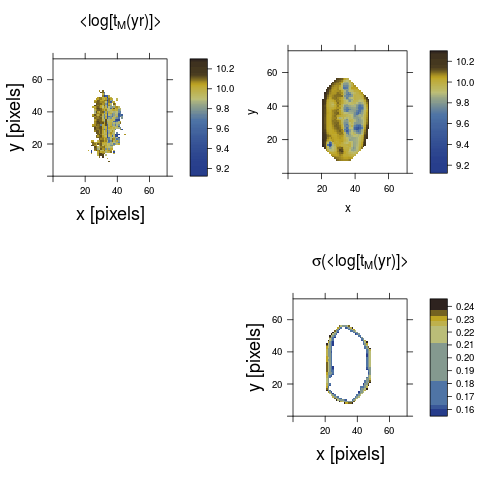 <log[t_M(yr)]>
60
40
20
20 40 60
x [pixels]
y [pixels]
10.2
10.0
9.8
9.6
9.4
9.2
60
40
20
20 40 60
x
y
10.2
10.0
9.8
9.6
9.4
9.2
σ(<log[t_M(yr)]>
60
40
20
20 40 60
x [pixels]
y [pixels]
0.24
0.23
0.22
0.21
0.20
0.19
0.18
0.17
0.16